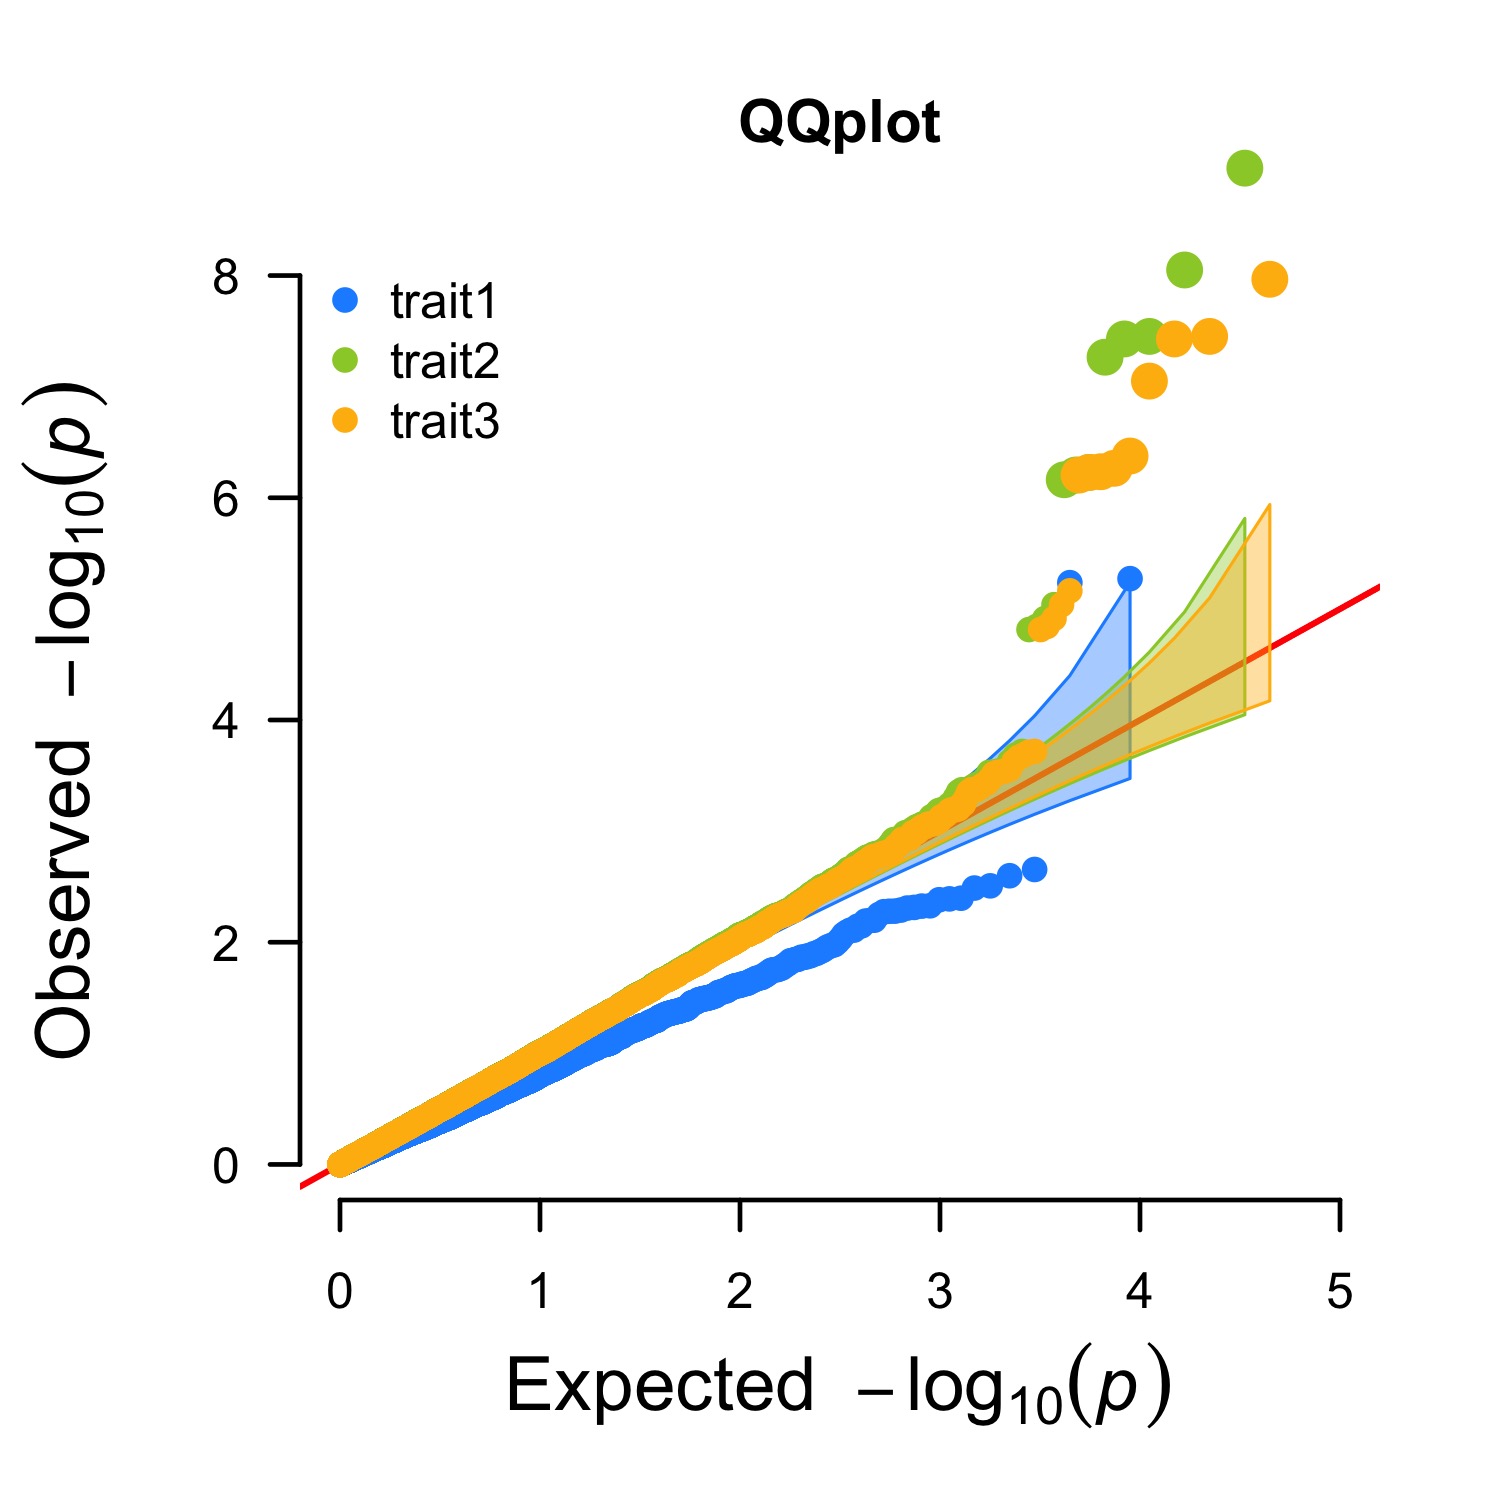 QQplot
8
6
4
2
0
trait1
trait2
trait3
Observed −log₁₀(p)
0 1 2 3 4 5
Expected −log₁₀(p)